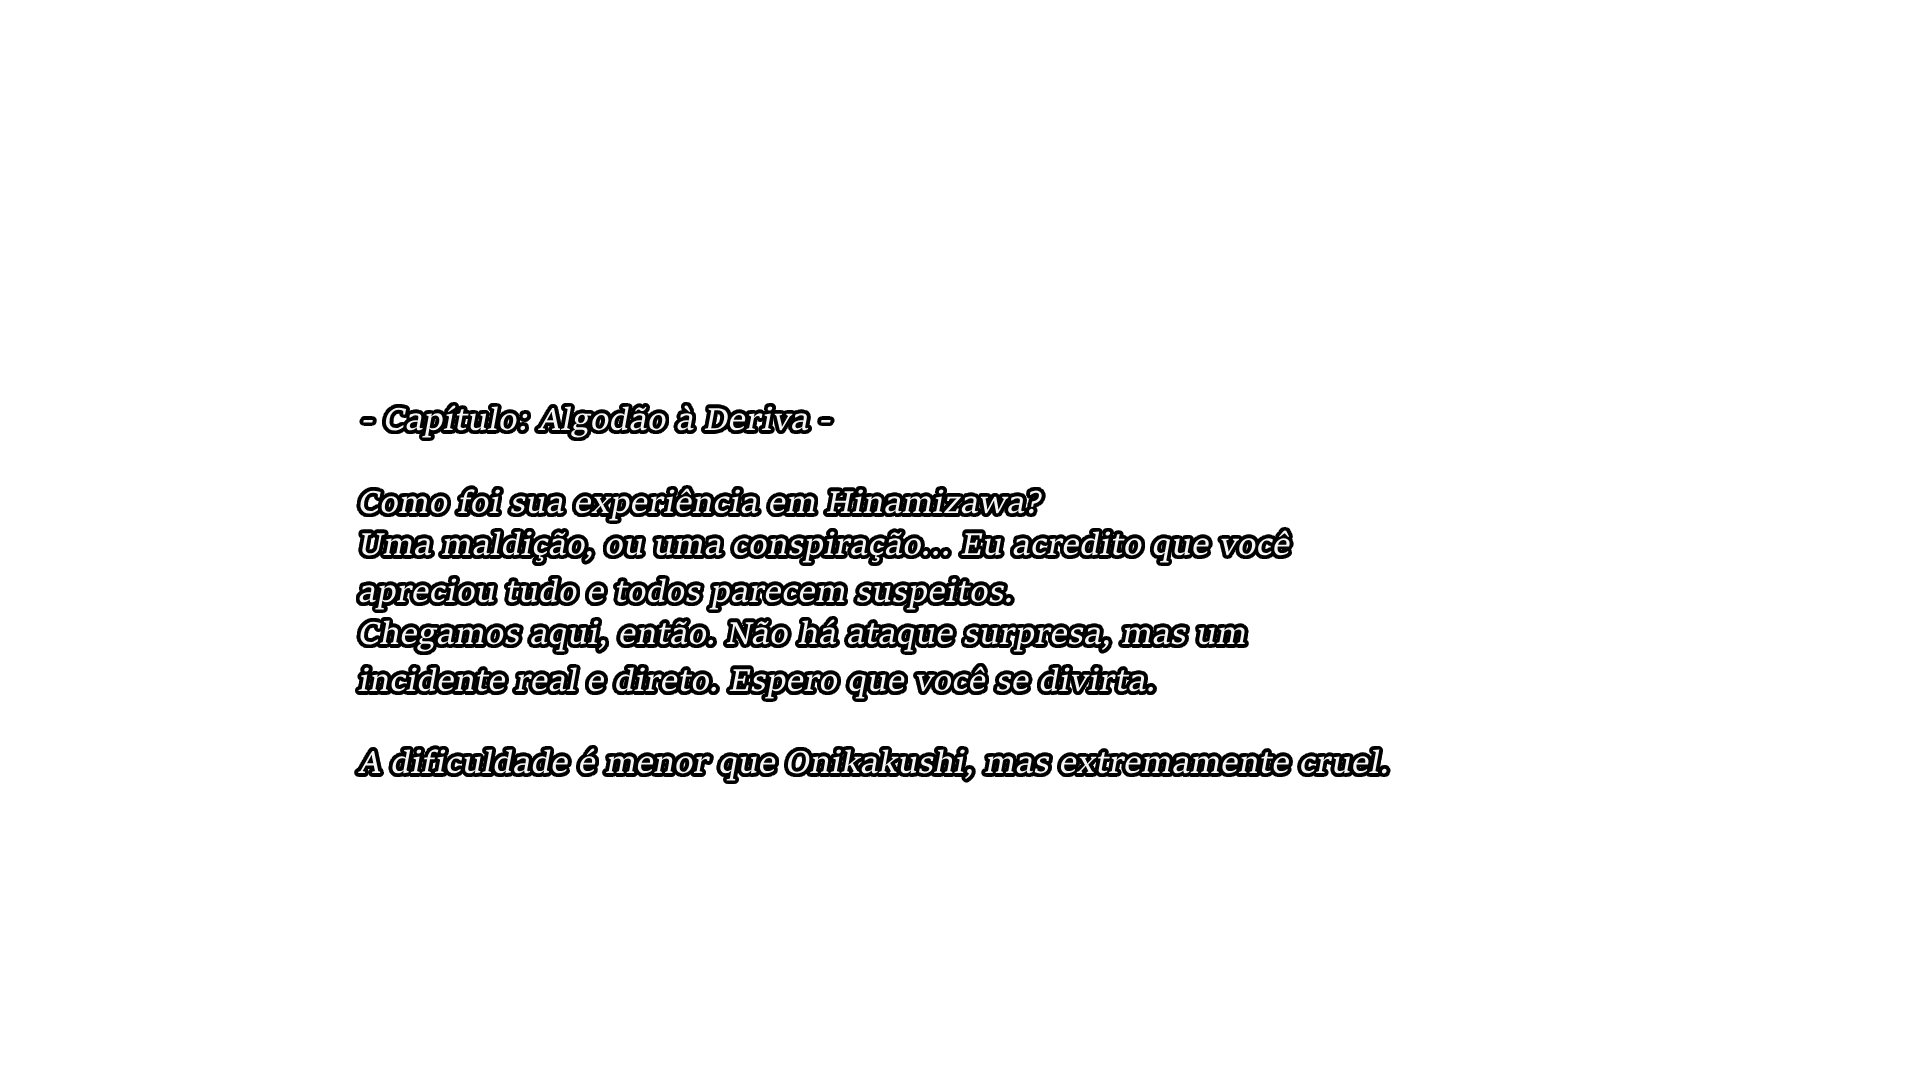 - Capítulo: Algodão à Deriva -
Como foi sua experiência em Hinamizawa?
Uma maldição, ou uma conspiração... Eu acredito que você
apreciou tudo e todos parecem suspeitos.
Chegamos aqui, então. Não há ataque surpresa, mas um
incidente real e direto. Espero que você se divirta.
A dificuldade é menor que Onikakushi, mas extremamente cruel.